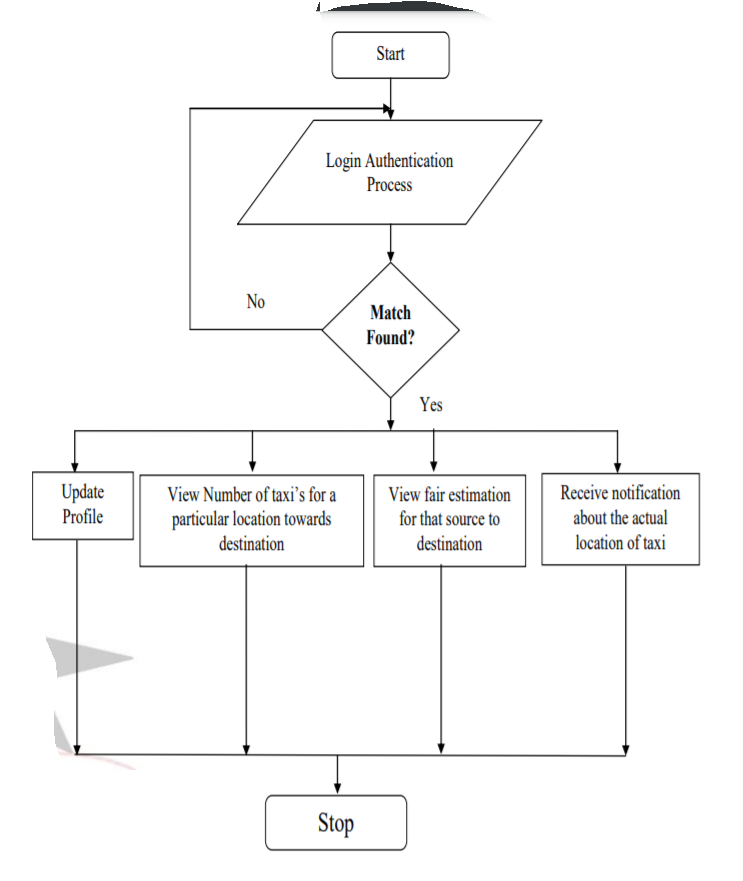 Start
Login Authentication
Process
Match
Found?
No
Yes
Update
Profile
View Number of taxi's for a
particular location towards
destination
View fair estimation
for that source to
destination
Receive notification
about the actual
location of taxi
Stop